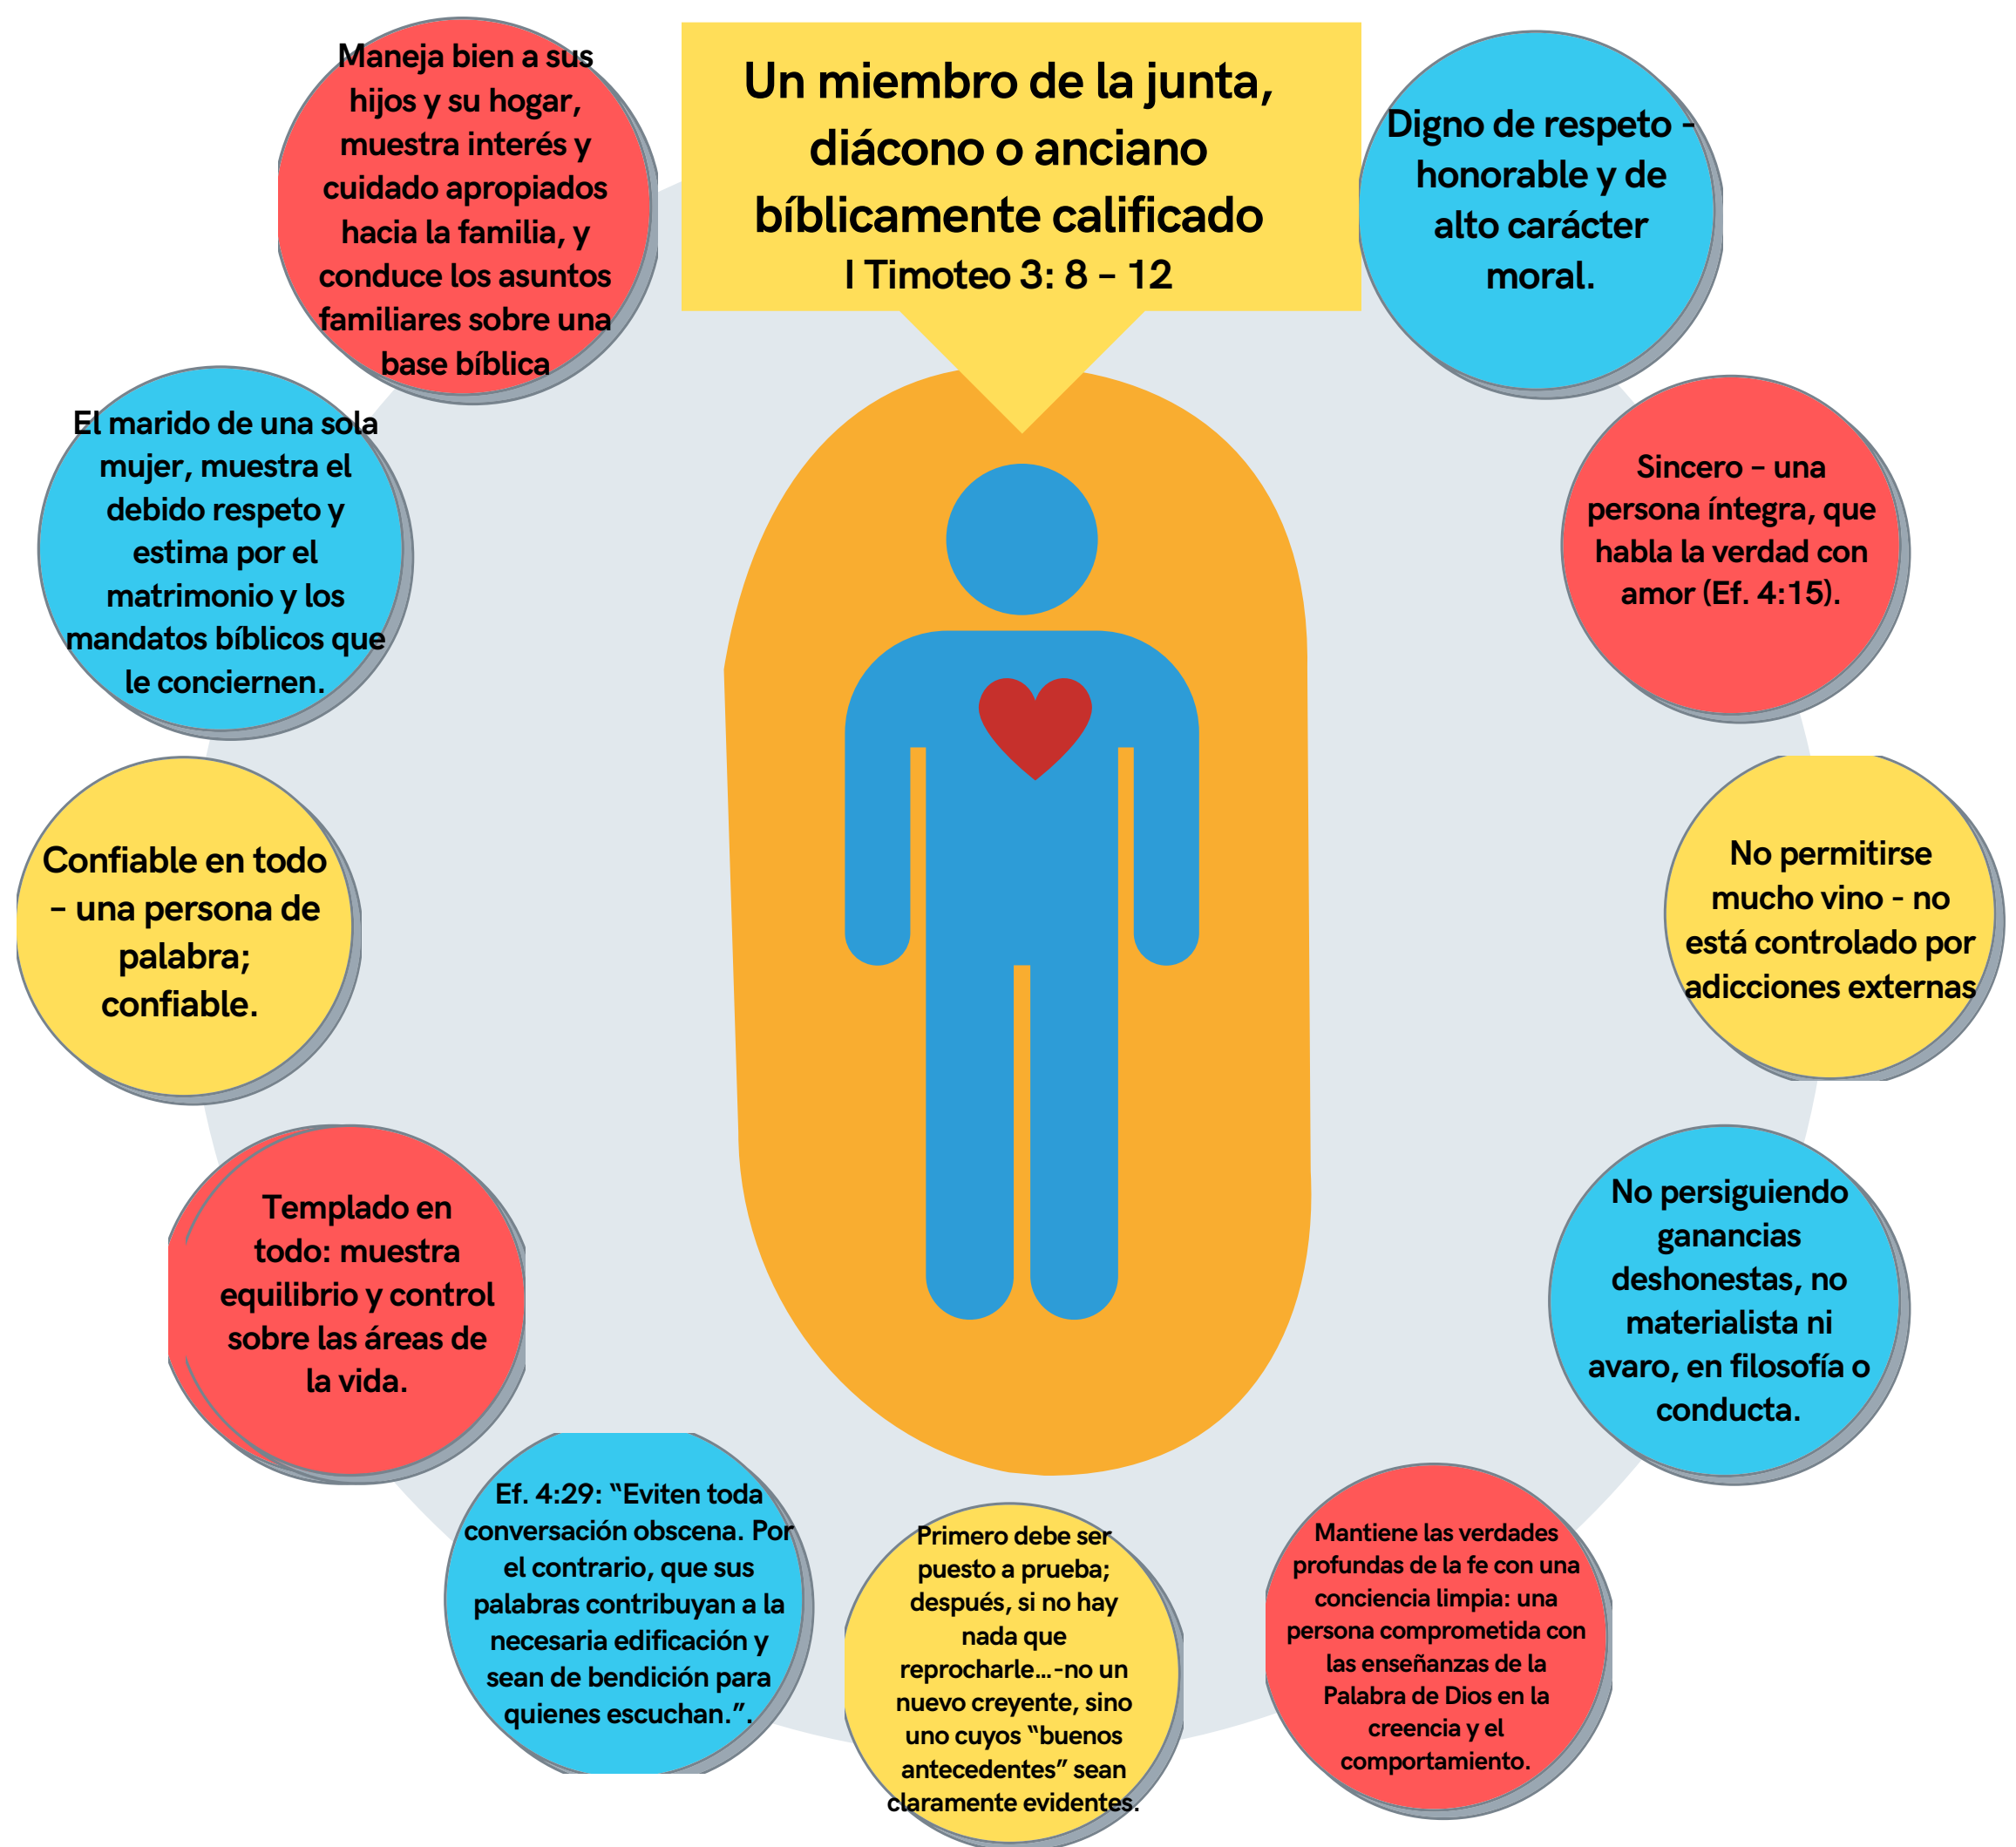 Un miembro de la junta,
diácono o anciano
bíblicamente calificado
I Timoteo 3: 8 – 12
Digno de respeto -
honorable y de
alto carácter
moral.
Sincero – una
persona íntegra, que
habla la verdad con
amor (Ef. 4:15).
No permitirse
mucho vino - no
está controlado por
adicciones externas
No persiguiendo
ganancias
deshonestas, no
materialista ni
avaro, en filosofía o
conducta.
Mantiene las verdades
profundas de la fe con una
conciencia limpia: una
persona comprometida con
las enseñanzas de la
Palabra de Dios en la
creencia y el
comportamiento.
Primero debe ser
puesto a prueba;
después, si no hay
nada que
reprocharle...-no un
nuevo creyente, sino
uno cuyos “buenos
antecedentes” sean
claramente evidentes.
Ef. 4:29: “Eviten toda
conversación obscena. Por
el contrario, que sus
palabras contribuyan a la
necesaria edificación y
sean de bendición para
quienes escuchan.”.
Templado en
todo: muestra
equilibrio y control
sobre las áreas de
la vida.
Confiable en todo
– una persona de
palabra;
confiable.
El marido de una sola
mujer, muestra el
debido respeto y
estima por el
matrimonio y los
mandatos bíblicos que
le conciernen.
Maneja bien a sus
hijos y su hogar,
muestra interés y
cuidado apropiados
hacia la familia, y
conduce los asuntos
familiares sobre una
base bíblica